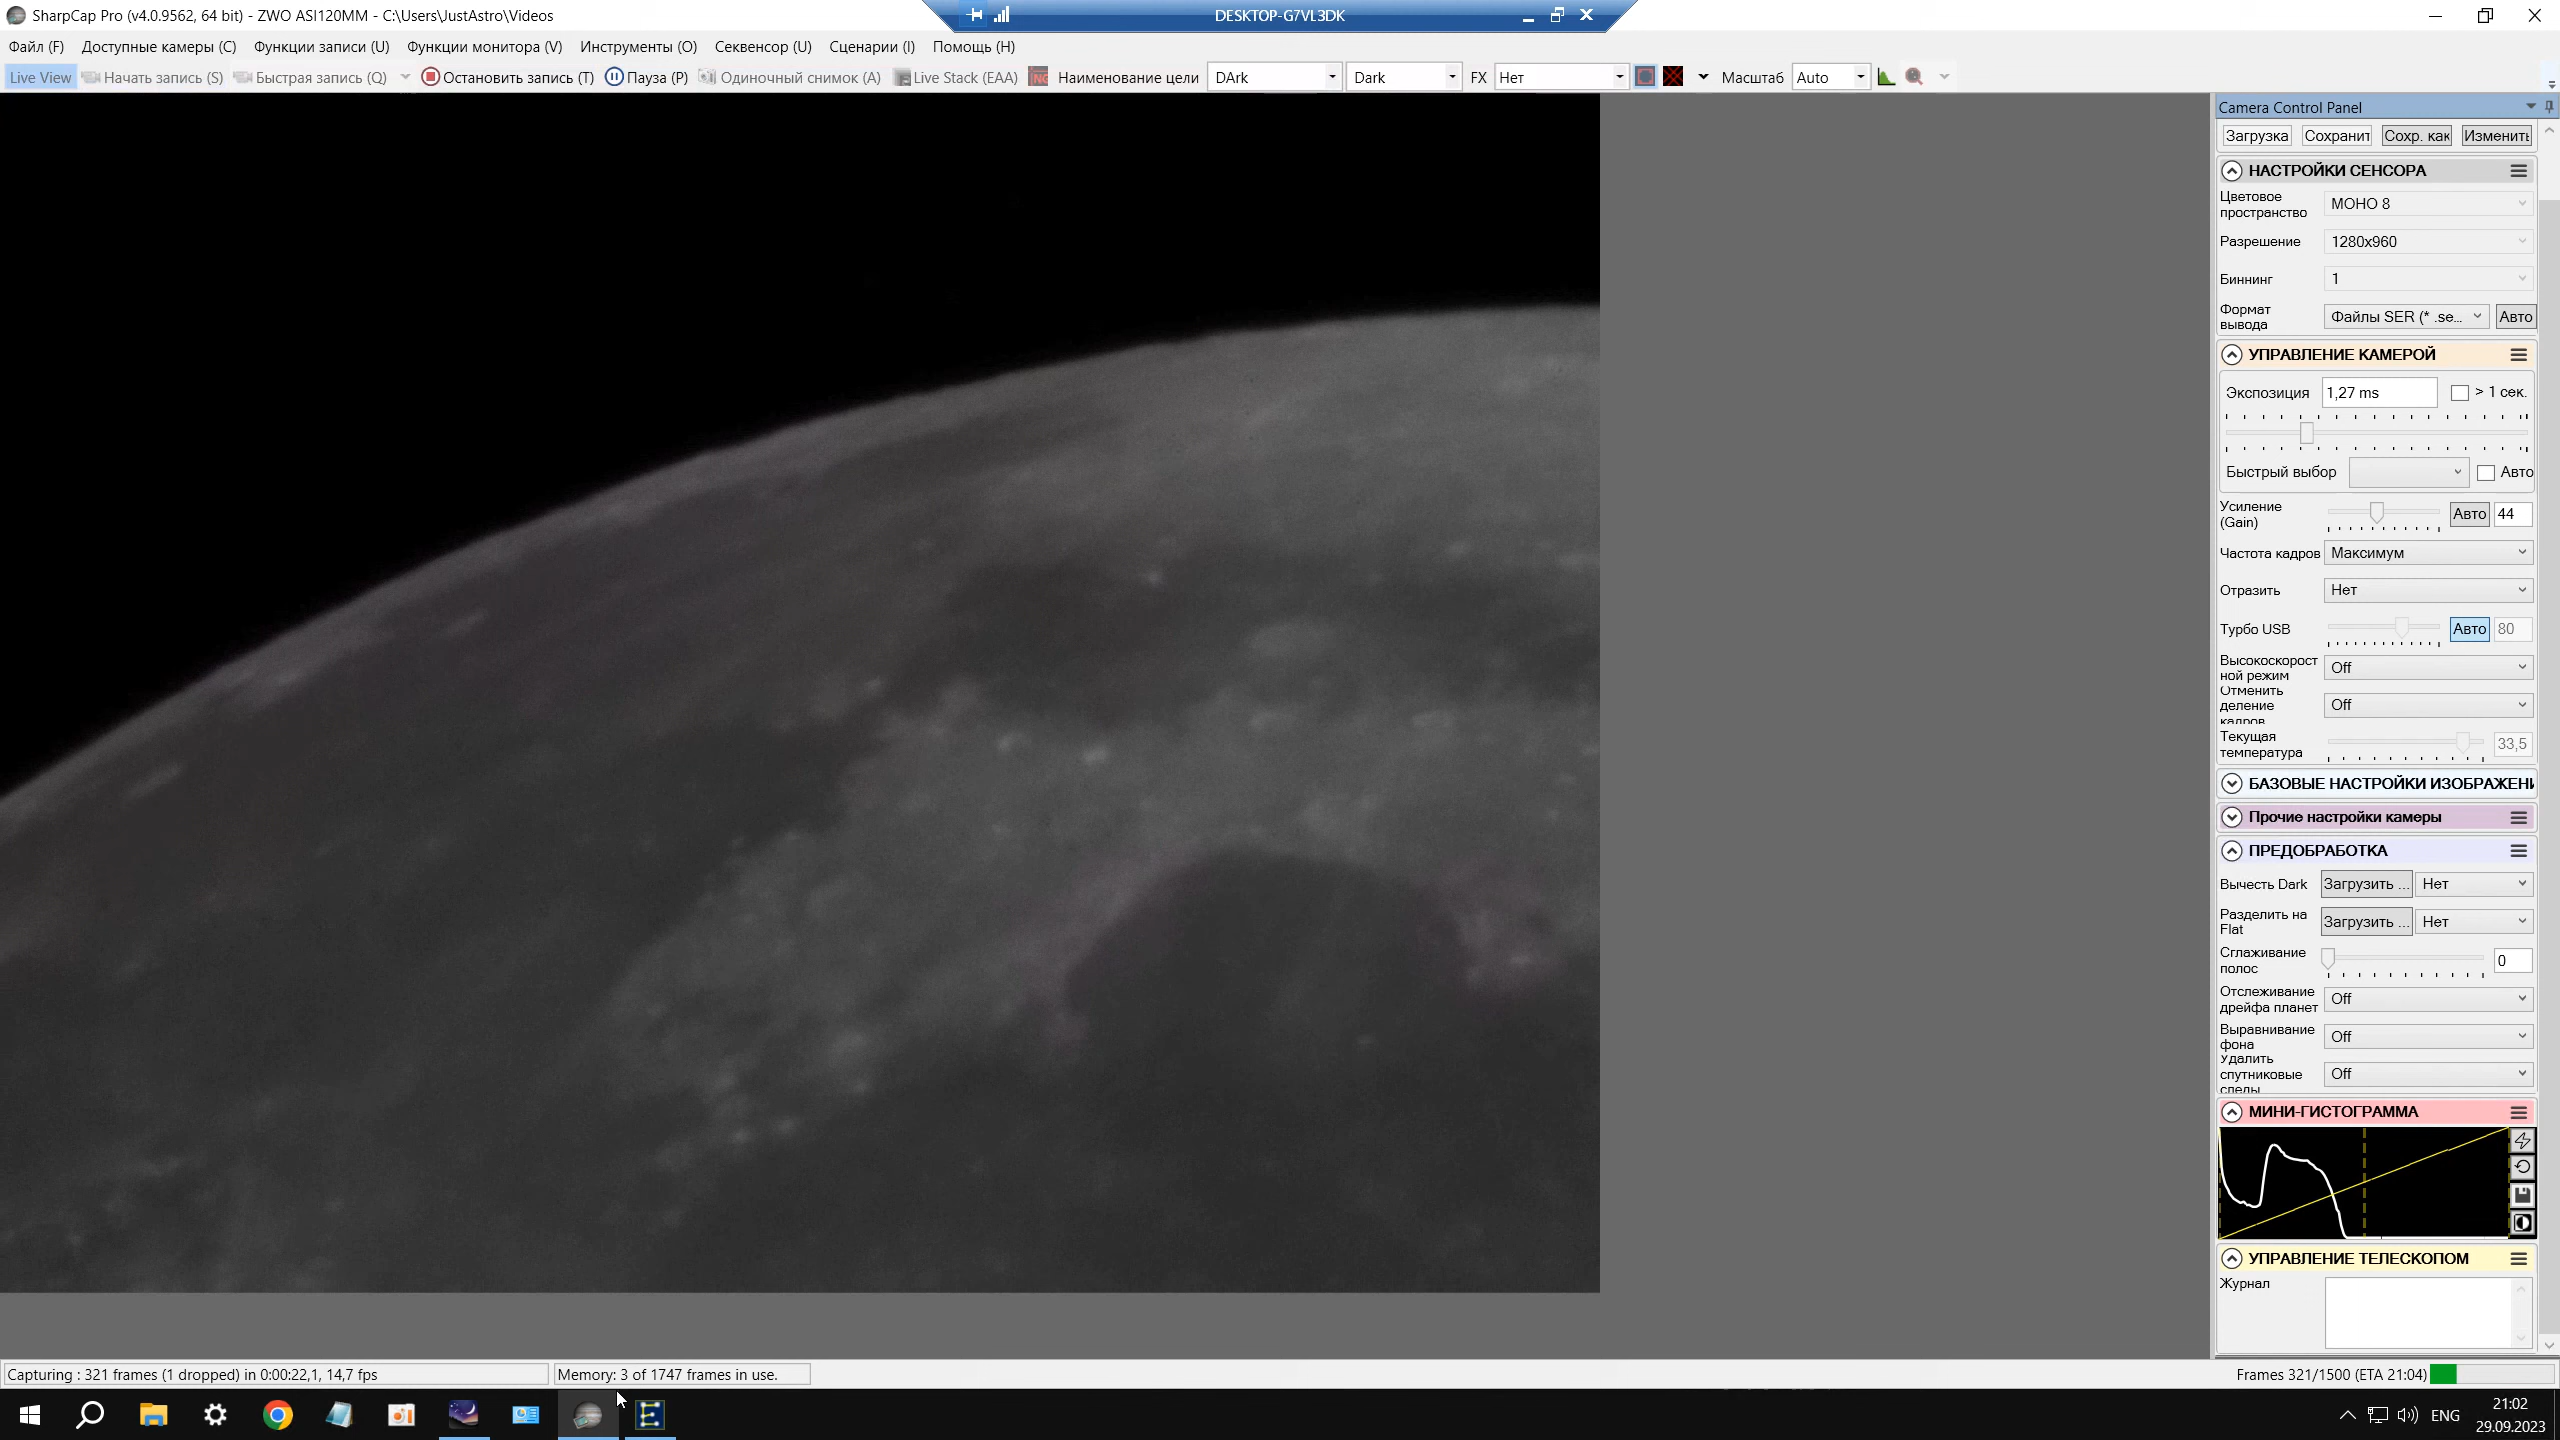 SharpCap Pro (v4.0.9562, 64 bit) - ZWO ASI120MM - C:\Users\JustAstro\Videos
DESKTOP-G7VL3DK
Файл (F) Доступные камеры (C) Функции записи (U) Функции монитора (V) Инструменты (O) Секвенсор (U) Сценарии (I) Помощь (H)
Live View Начать запись (S) Быстрая запись (Q) Остановить запись (T) Пауза (P) Одиночный снимок (A) Live Stack (EAA) Наименование цели DArk Dark FX Нет Масштаб Auto
Camera Control Panel
Загрузка Сохранит Сохр. как Изменить
НАСТРОЙКИ СЕНСОРА
Цветовое пространство МОНО 8
Разрешение 1280x960
Биннинг 1
Формат вывода Файлы SER (* .se... Авто
УПРАВЛЕНИЕ КАМЕРОЙ
Экспозиция 1,27 ms > 1 сек.
Быстрый выбор Авто
Усиление (Gain) Авто 44
Частота кадров Максимум
Отразить Нет
Турбо USB Авто 80
Высокоскорост ной режим Off
Отменить деление кадров Off
Текущая температура 33,5
БАЗОВЫЕ НАСТРОЙКИ ИЗОБРАЖЕНИ
Прочие настройки камеры
ПРЕДОБРАБОТКА
Вычесть Dark Загрузить ... Нет
Разделить на Flat Загрузить ... Нет
Сглаживание полос 0
Отслеживание дрейфа планет Off
Выравнивание фона Off
Удалить спутниковые следы Off
МИНИ-ГИСТОГРАММА
УПРАВЛЕНИЕ ТЕЛЕСКОПОМ
Журнал
Capturing : 321 frames (1 dropped) in 0:00:22,1, 14,7 fps
Memory: 3 of 1747 frames in use.
Frames 321/1500 (ETA 21:04)
ENG
21:02
29.09.2023